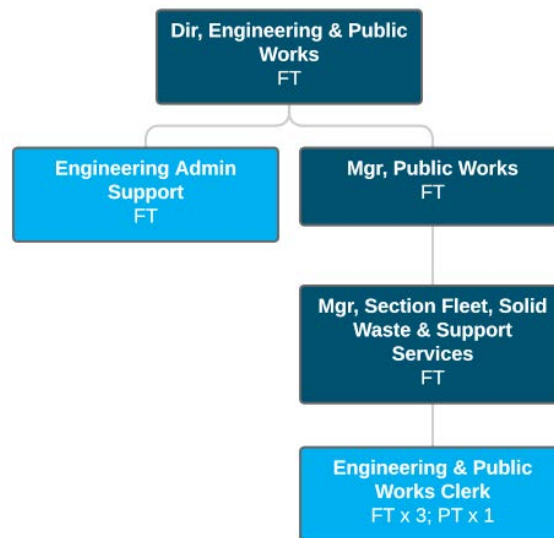 Dir, Engineering & Public
Works
FT
Engineering Admin
Support
FT
Mgr, Public Works
FT
Mgr, Section Fleet, Solid
Waste & Support
Services
FT
Engineering & Public
Works Clerk
FT x 3; PT x 1